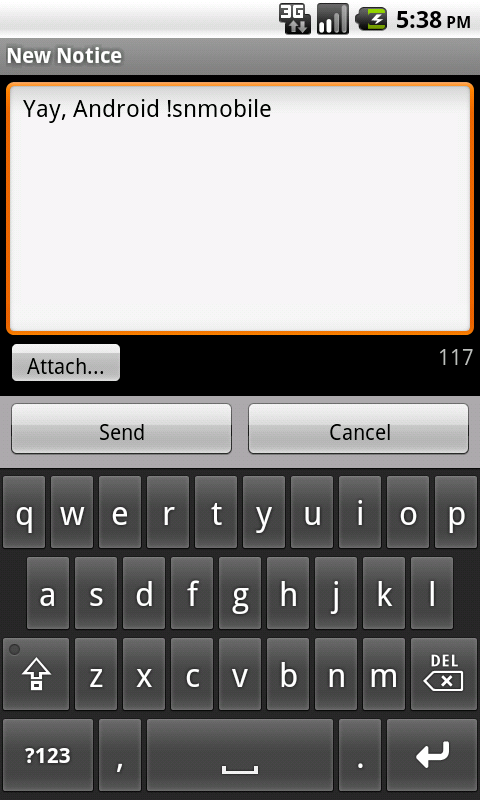 3G 5:38 PM
New Notice
Yay, Android !snmobile
Attach...
117
Send Cancel
q w e r t y u i o p
a s d f g h j k l
z x c v b n m DEL
?123 , .